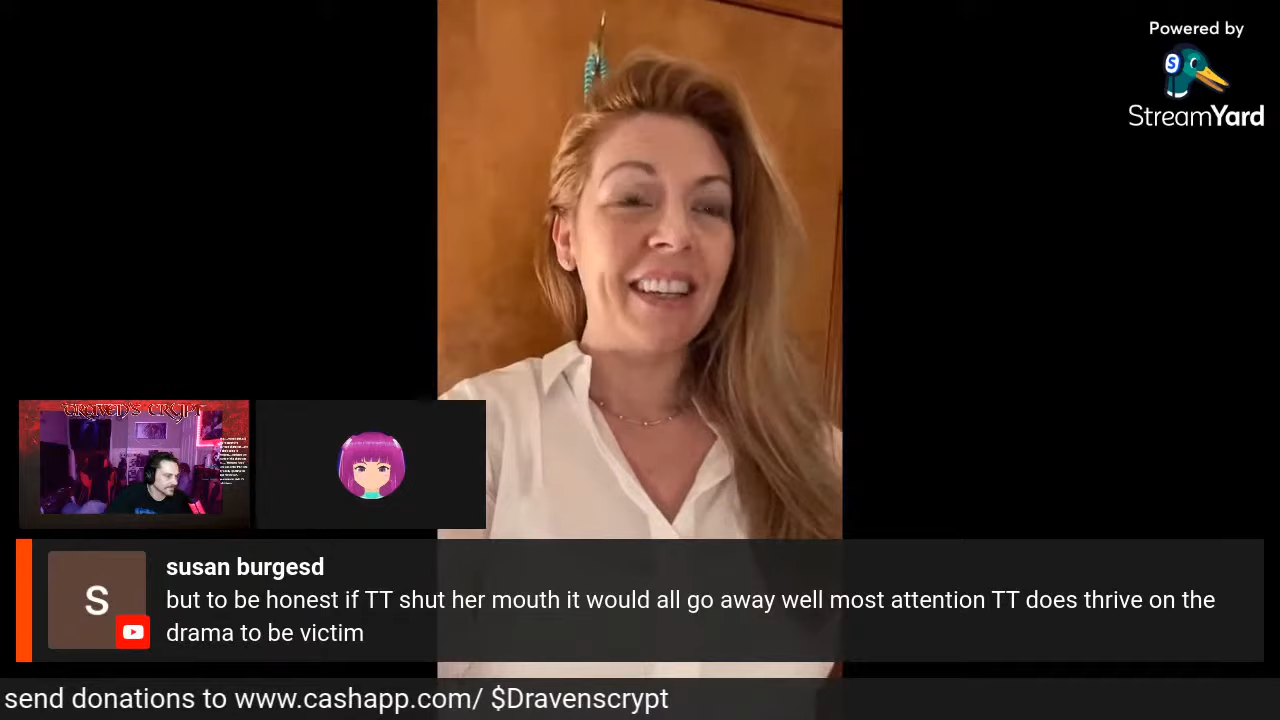 Powered by
S
StreamYard
DRAVEN'S CRYPT
susan burgesd
S
but to be honest if TT shut her mouth it would all go away well most attention TT does thrive on the
drama to be victim
send donations to www.cashapp.com/ $Dravenscrypt